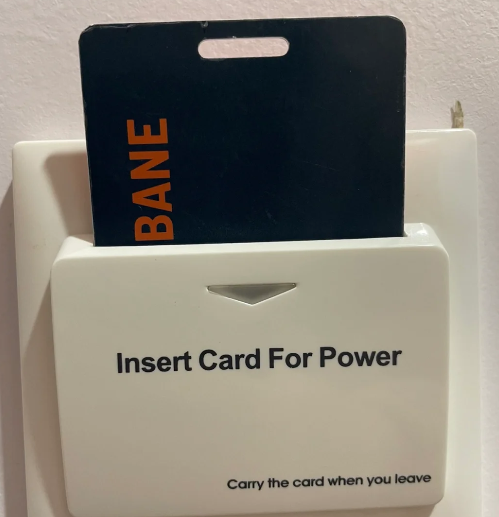 BANE
Insert Card For Power
Carry the card when you leave